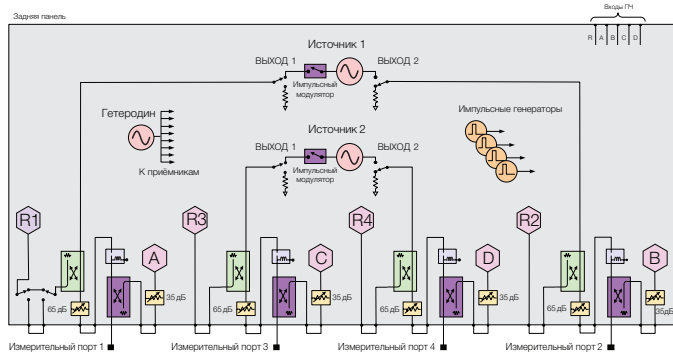 Задняя панель
Входы ПЧ
R A B C D
Источник 1
ВЫХОД 1
ВЫХОД 2
Импульсный
модулятор
Гетеродин
К приёмникам
Импульсные генераторы
Источник 2
ВЫХОД 1
ВЫХОД 2
Импульсный
модулятор
R1
R3
R4
R2
A
C
D
B
65 дБ
35 дБ
65 дБ
35 дБ
65 дБ
35 дБ
65 дБ
35дБ
Измерительный порт 1
Измерительный порт 3
Измерительный порт 4
Измерительный порт 2